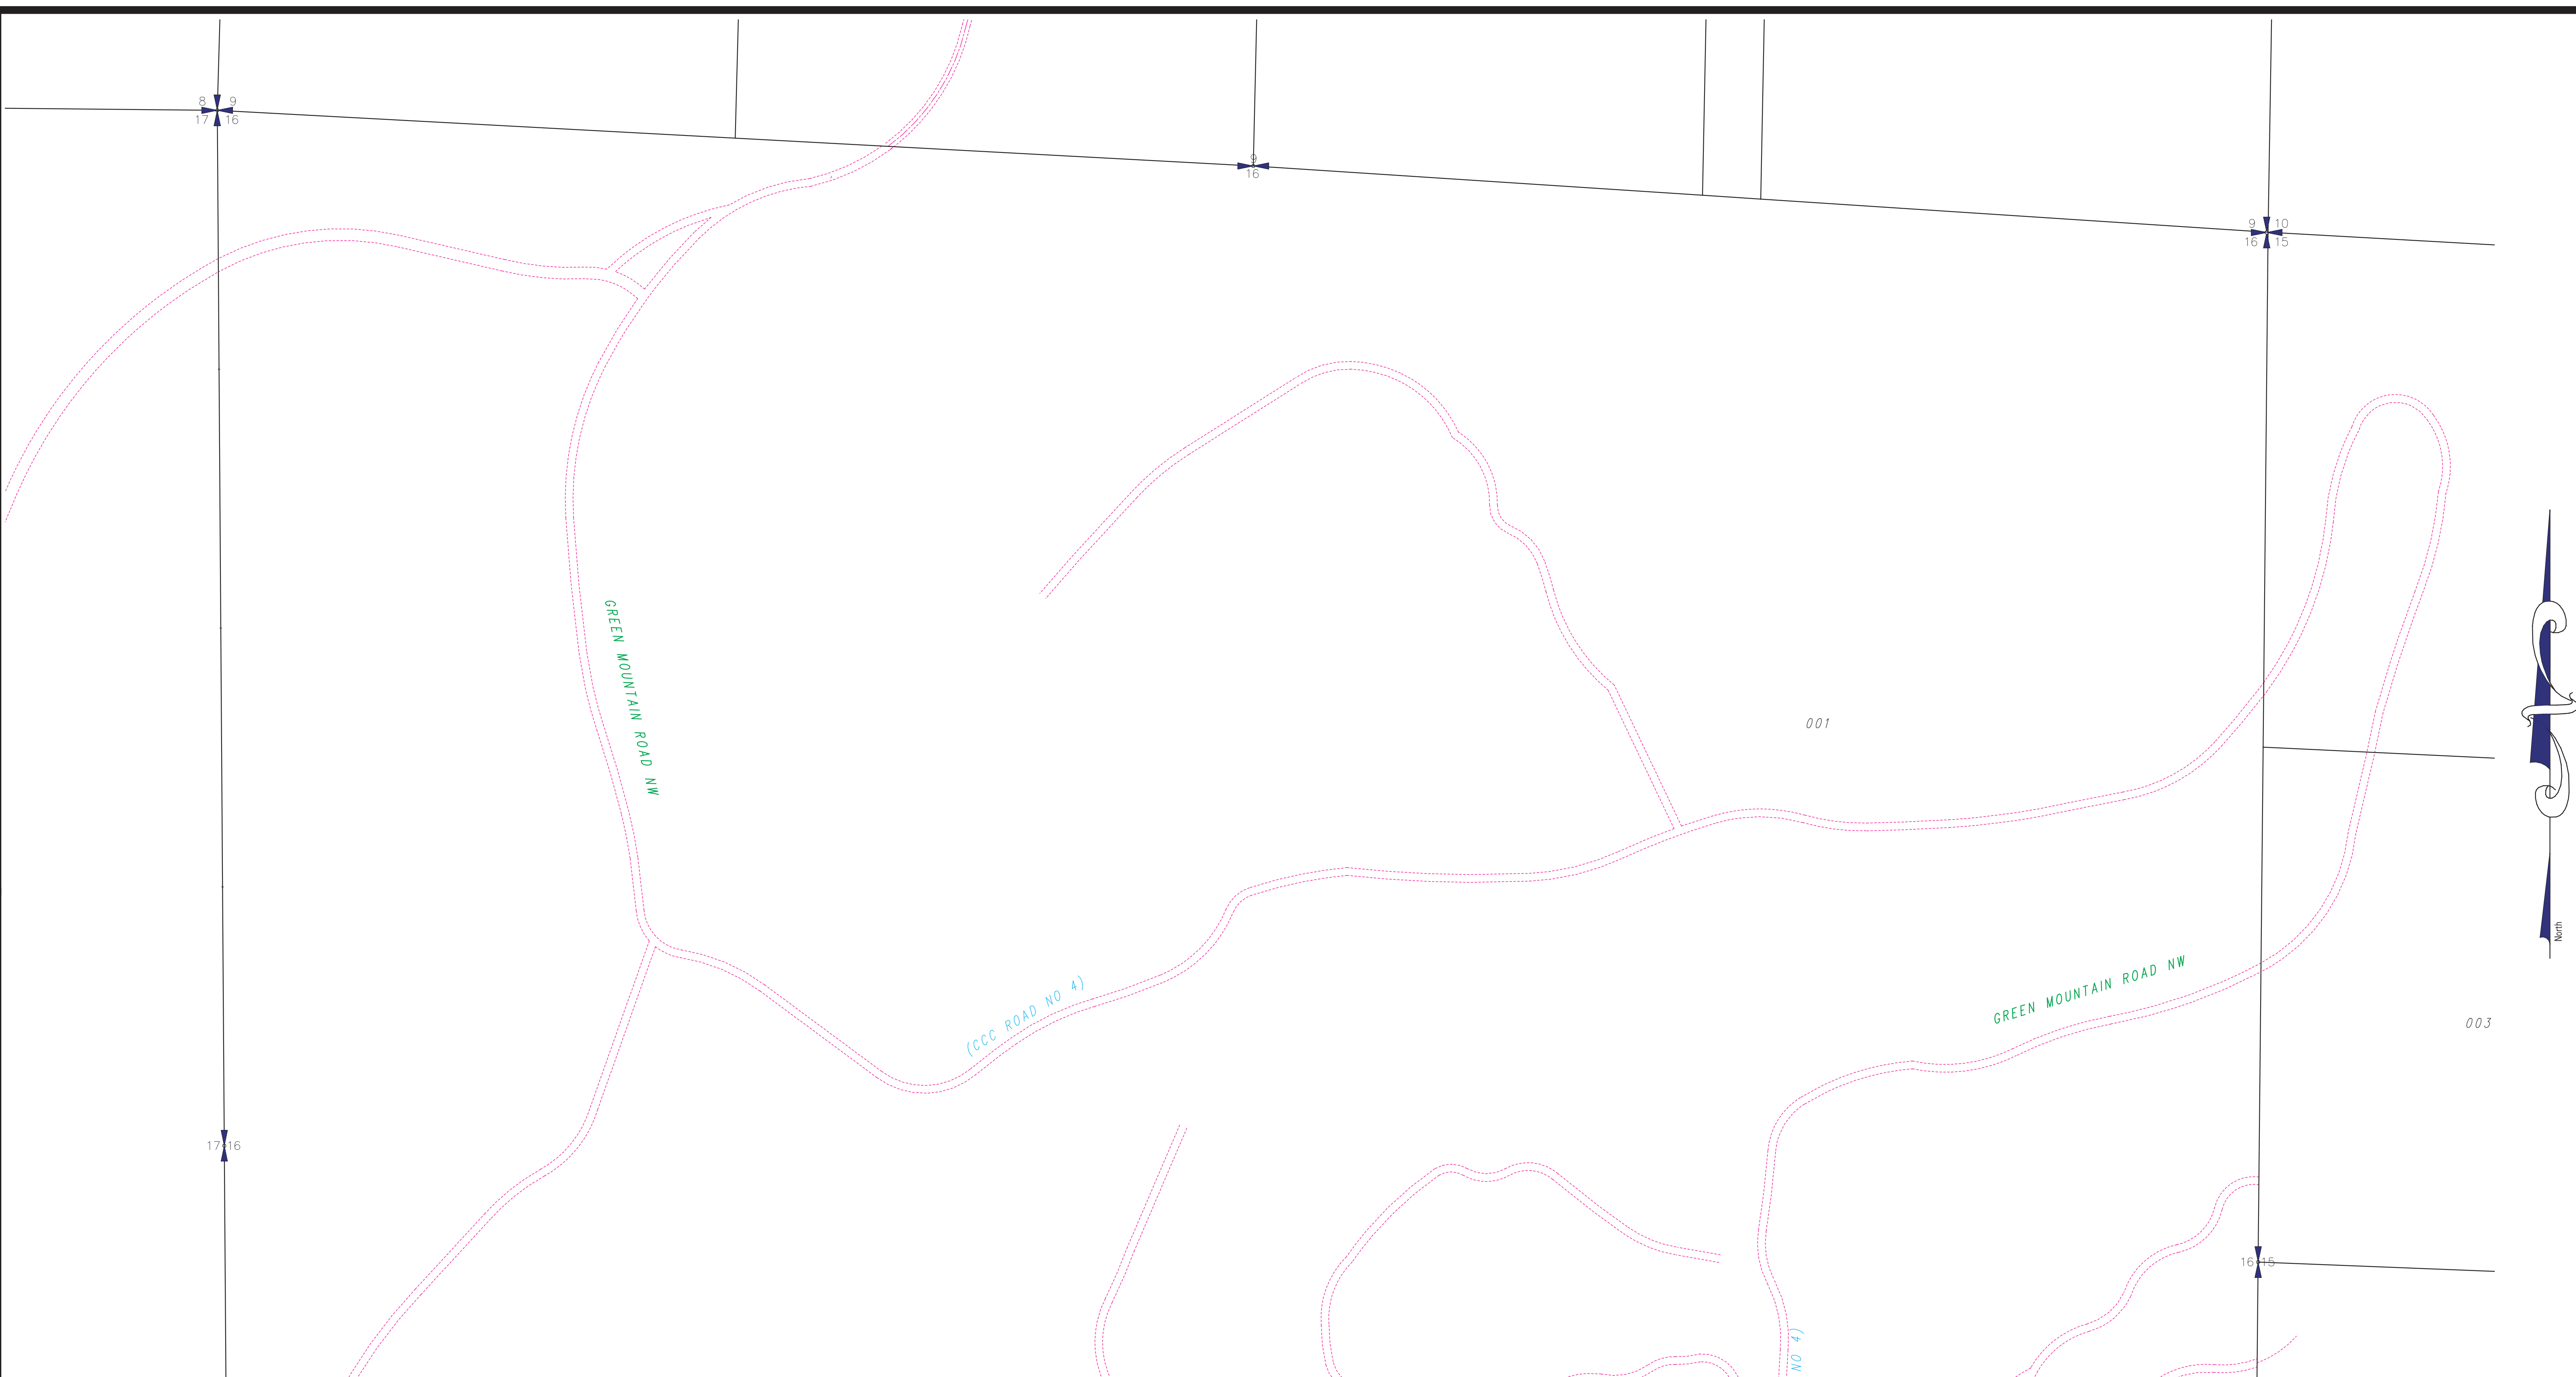 8 9
17 16
9
16
9 10
16 15
GREEN MOUNTAIN ROAD NW
001
North
(CCC ROAD NO 4)
GREEN MOUNTAIN ROAD NW
003
17 16
16 15
NO 4)